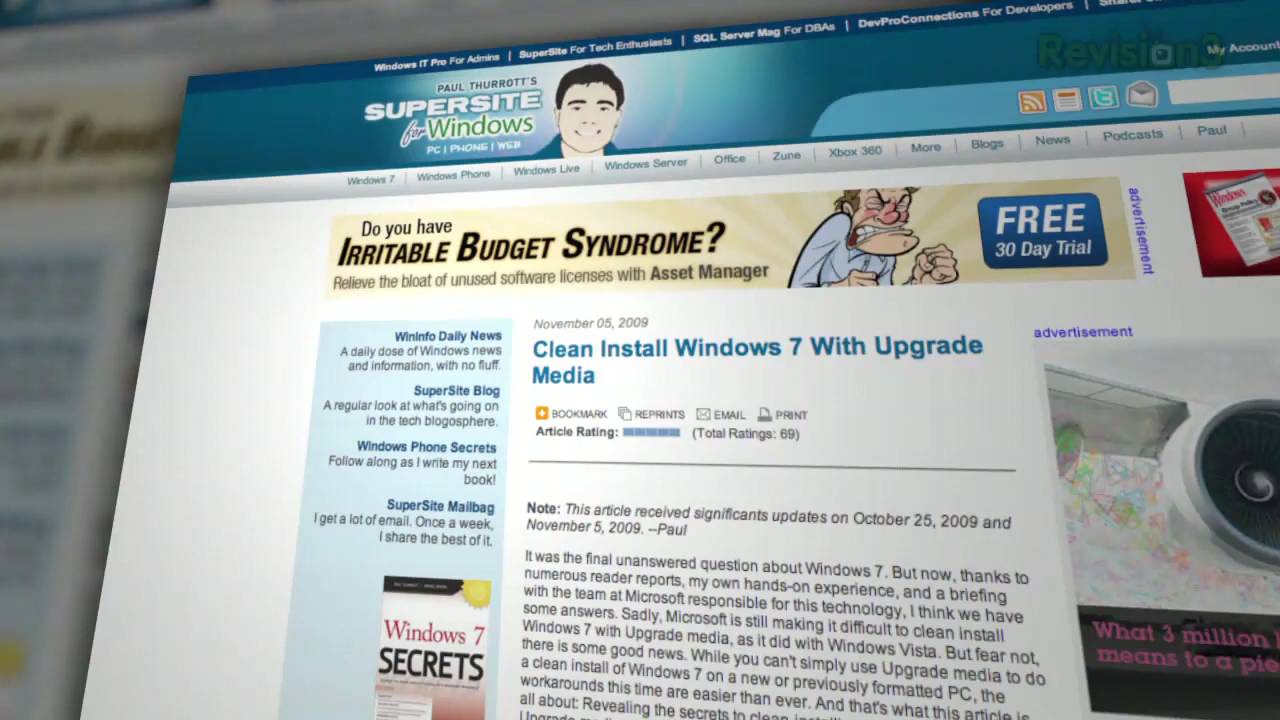 Windows IT Pro For Admins | SuperSite For Tech Enthusiasts | SQL Server Mag For DBAs | DevProConnections For Developers |
Revision3
My Account
PAUL THURROTT'S
SUPERSITE
for Windows
PC | PHONE | WEB
Windows 7 | Windows Phone | Windows Live | Windows Server | Office | Zune | Xbox 360 | More | Blogs | News | Podcasts | Paul |
Do you have
IRRITABLE BUDGET SYNDROME?
Relieve the bloat of unused software licenses with Asset Manager
FREE
30 Day Trial
advertisement
Windows
WinInfo Daily News
A daily dose of Windows news
and information, with no fluff.
SuperSite Blog
A regular look at what's going on
in the tech blogosphere.
Windows Phone Secrets
Follow along as I write my next
book!
SuperSite Mailbag
I get a lot of email. Once a week,
I share the best of it.
Windows 7
SECRETS
November 05, 2009
Clean Install Windows 7 With Upgrade
Media
BOOKMARK REPRINTS EMAIL PRINT
Article Rating: (Total Ratings: 69)
Note: This article received significants updates on October 25, 2009 and
November 5, 2009. --Paul
It was the final unanswered question about Windows 7. But now, thanks to
numerous reader reports, my own hands-on experience, and a briefing
with the team at Microsoft responsible for this technology, I think we have
some answers. Sadly, Microsoft is still making it difficult to clean install
Windows 7 with Upgrade media, as it did with Windows Vista. But fear not,
there is some good news. While you can't simply use Upgrade media to do
a clean install of Windows 7 on a new or previously formatted PC, the
workarounds this time are easier than ever. And that's what this article is
all about: Revealing the secrets to clean
advertisement
What 3 million
means to a